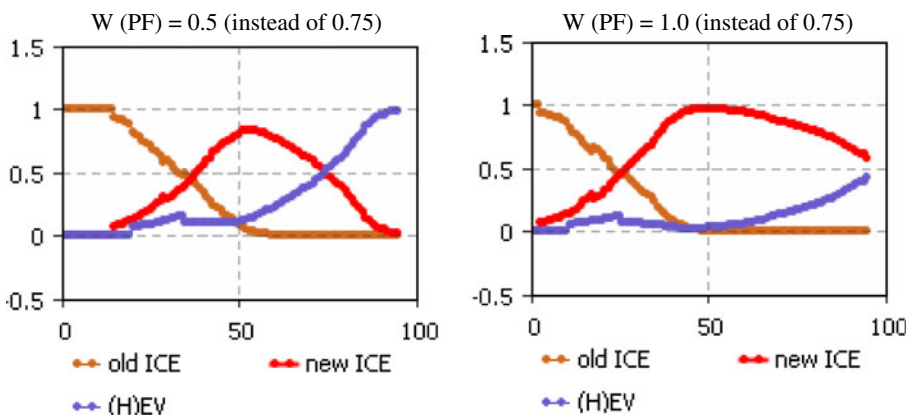 W (PF) = 0.5 (instead of 0.75)
1.5
1
0.5
0
-0.5
0 50 100
old ICE new ICE
(H)EV
W (PF) = 1.0 (instead of 0.75)
1.5
1
0.5
0
-0.5
0 50 100
old ICE new ICE
(H)EV